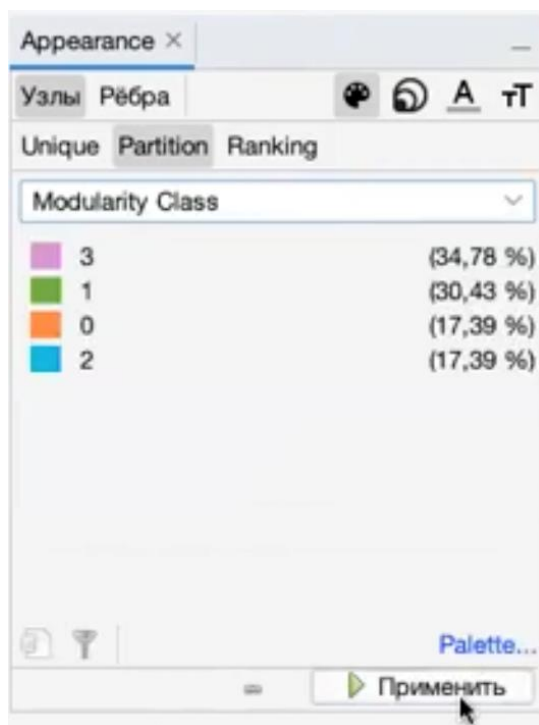 Appearance ×
Узлы Рёбра A тT
Unique Partition Ranking
Modularity Class
3 (34,78 %)
1 (30,43 %)
0 (17,39 %)
2 (17,39 %)
Palette...
Применить